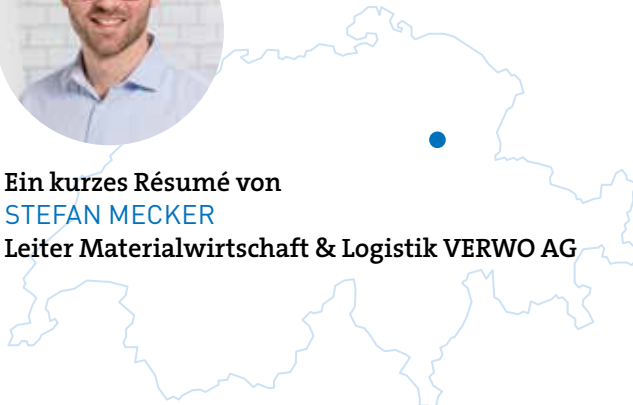 Ein kurzes Résumé von
STEFAN MECKER
Leiter Materialwirtschaft & Logistik VERWO AG